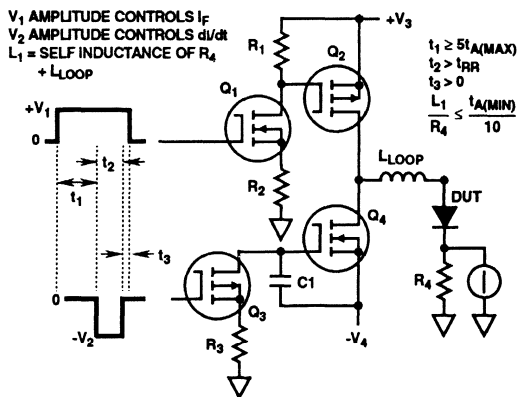 V1 AMPLITUDE CONTROLS IF
V2 AMPLITUDE CONTROLS di/dt
L1 = SELF INDUCTANCE OF R4
+ LLOOP
+V3
t1 ≥ 5tA(MAX)
t2 > tRR
t3 > 0
L1/R4 ≤ tA(MIN)/10
R1
Q2
Q1
+V1
0
t2
t1
t3
R2
LLOOP
DUT
Q4
R4
C1
0
-V2
Q3
R3
-V4